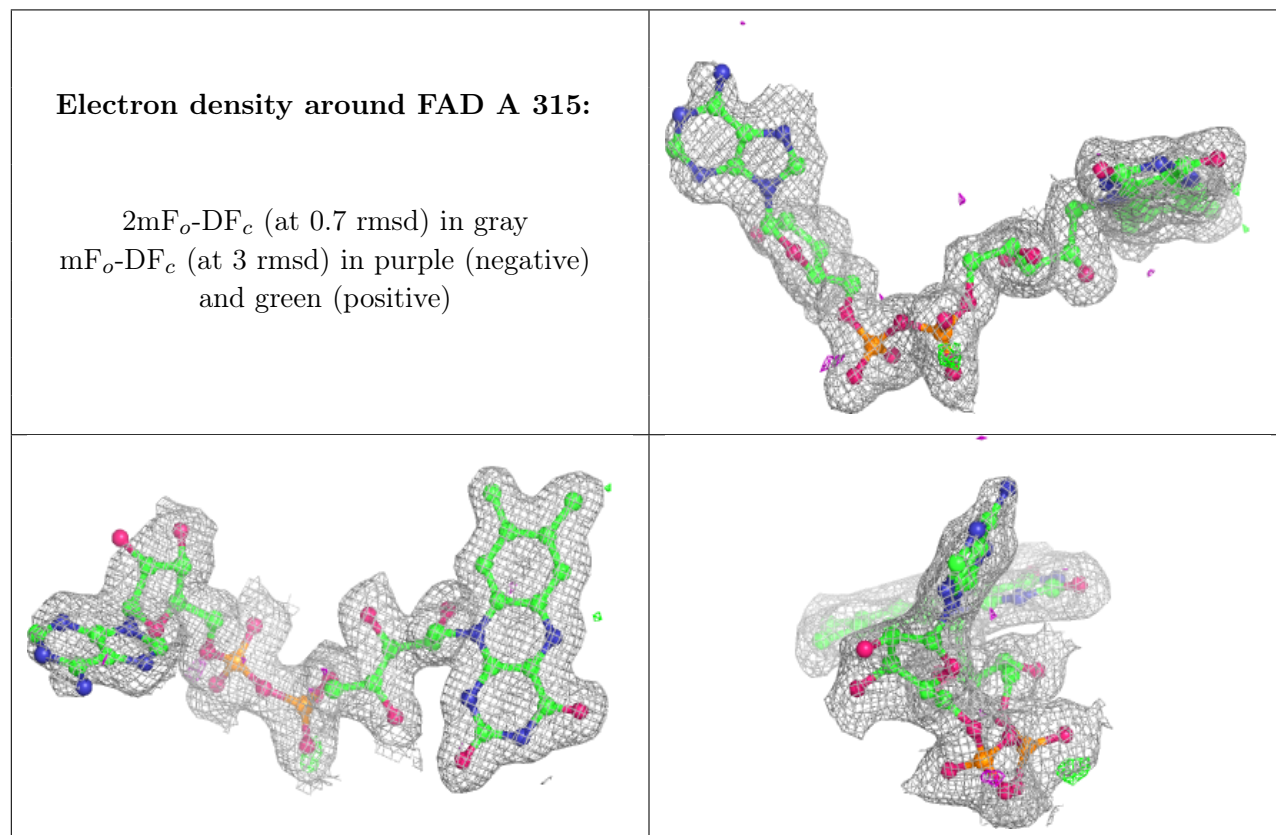 Electron density around FAD A 315:
2mFo-DFc (at 0.7 rmsd) in gray
mFo-DFc (at 3 rmsd) in purple (negative)
and green (positive)